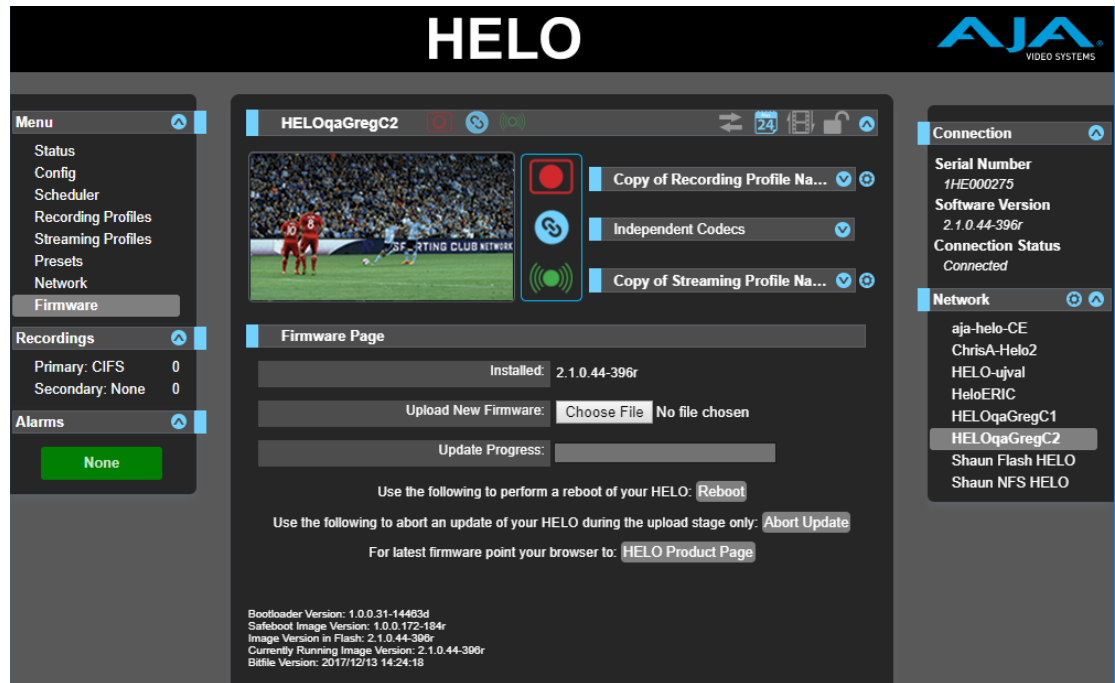 HELO
AJA
VIDEO SYSTEMS
Menu
Status
Config
Scheduler
Recording Profiles
Streaming Profiles
Presets
Network
Firmware
Recordings
Primary: CIFS 0
Secondary: None 0
Alarms
None
HELOqaGregC2
24
Copy of Recording Profile Na...
Independent Codecs
Copy of Streaming Profile Na...
10
8
SPORTING CLUB NETWORK
Firmware Page
Installed: 2.1.0.44-396r
Upload New Firmware: Choose File No file chosen
Update Progress:
Use the following to perform a reboot of your HELO: Reboot
Use the following to abort an update of your HELO during the upload stage only: Abort Update
For latest firmware point your browser to: HELO Product Page
Bootloader Version: 1.0.0.31-14463d
Safeboot Image Version: 1.0.0.172-184r
Image Version in Flash: 2.1.0.44-396r
Currently Running Image Version: 2.1.0.44-396r
Bitfile Version: 2017/12/13 14:24:18
Connection
Serial Number
1HE000275
Software Version
2.1.0.44-396r
Connection Status
Connected
Network
aja-helo-CE
ChrisA-Helo2
HELO-ujval
HeloERIC
HELOqaGregC1
HELOqaGregC2
Shaun Flash HELO
Shaun NFS HELO